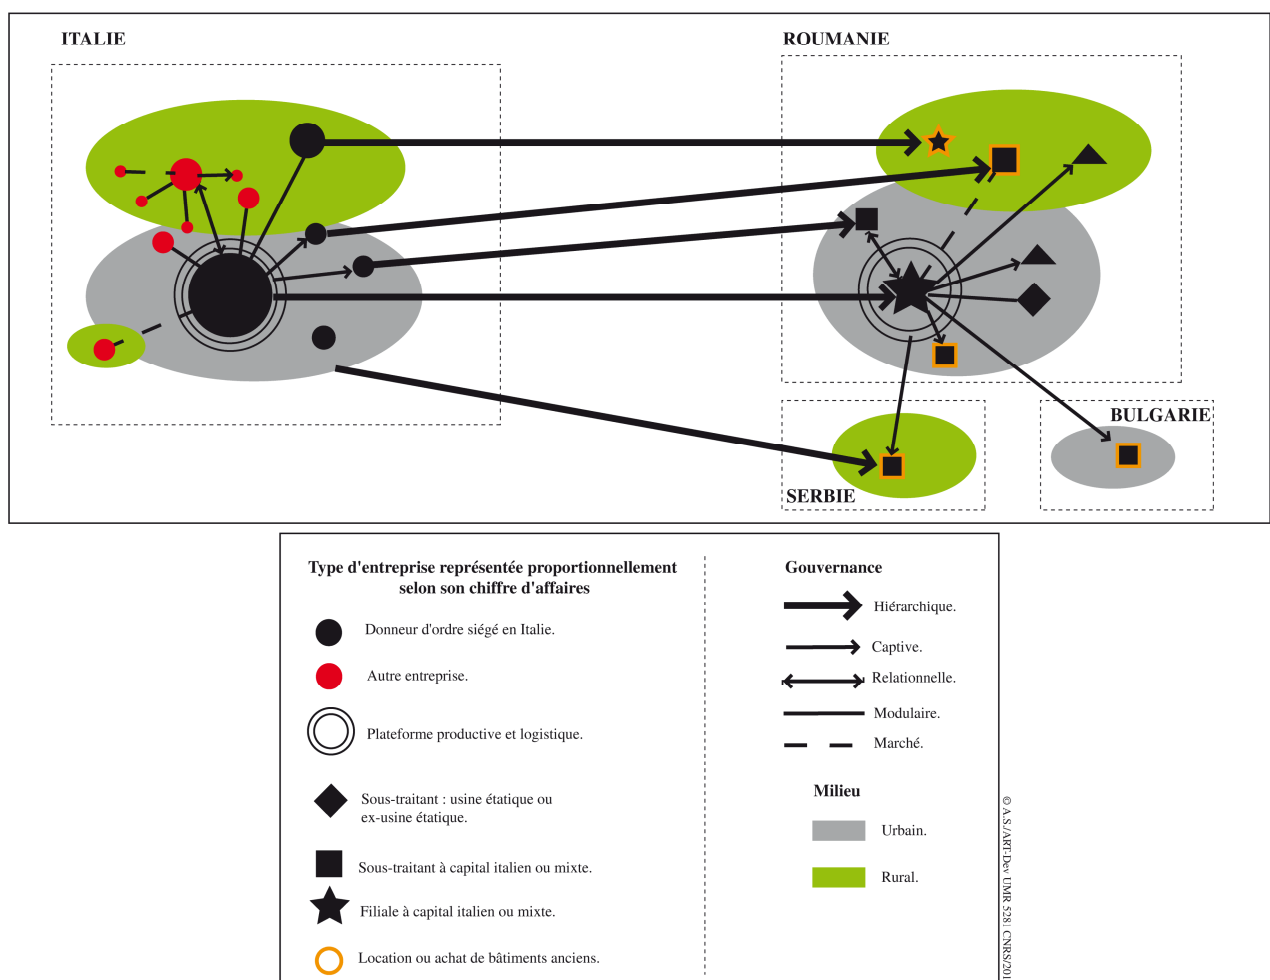 ITALIE
ROUMANIE
BULGARIE
SERBIE
Type d'entreprise représentée proportionnellement
selon son chiffre d'affaires
Donneur d'ordre siégé en Italie.
Autre entreprise.
Plateforme productive et logistique.
Sous-traitant : usine étatique ou
ex-usine étatique.
Sous-traitant à capital italien ou mixte.
Filiale à capital italien ou mixte.
Location ou achat de bâtiments anciens.
Gouvernance
Hiérarchique.
Captive.
Relationnelle.
Modulaire.
Marché.
Milieu
Urbain.
Rural.
© A.S./ART-Dev UMR 5281 CNRS/201